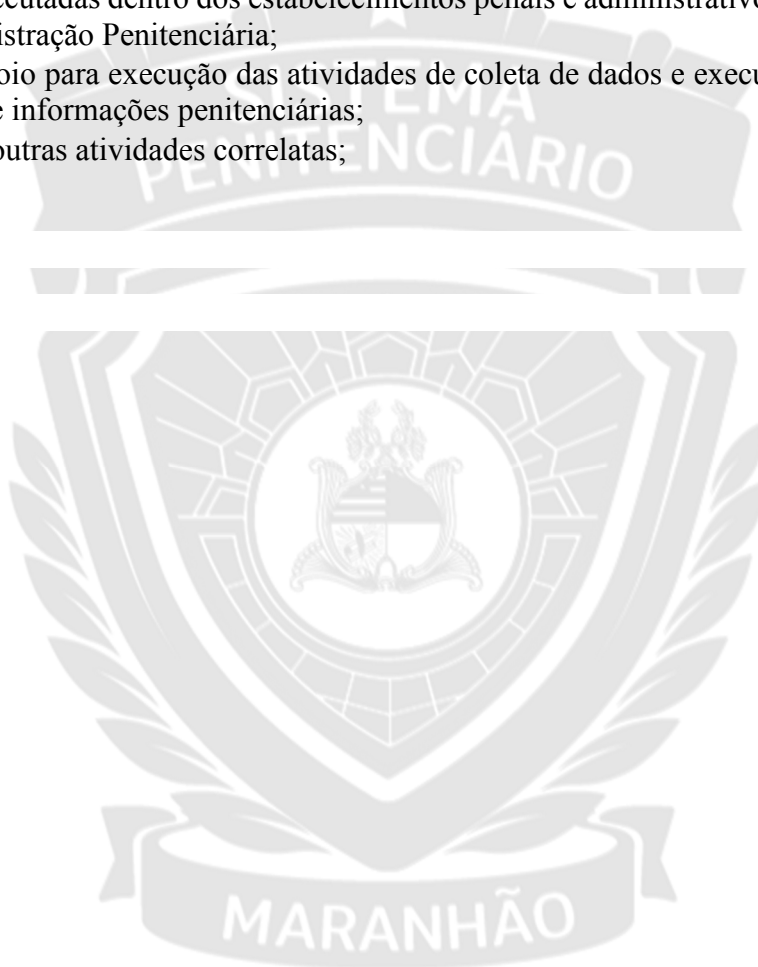 ecutadas dentro dos estabelecimentos penais e administrativo
istração Penitenciária;
oio para execução das atividades de coleta de dados e execu
e informações penitenciárias;
outras atividades correlatas;
SISTEMA
PENITENCIÁRIO
MARANHÃO